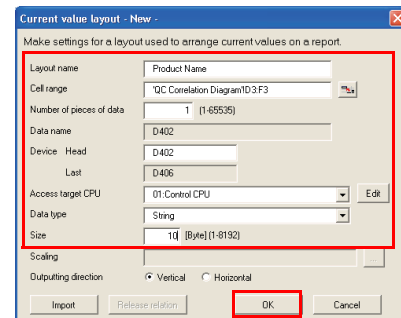 Current value layout - New -
Make settings for a layout used to arrange current values on a report.
Layout name Product Name
Cell range 'QC Correlation Diagram'!D3:F3
Number of pieces of data 1 (1-65535)
Data name D402
Device Head D402
Last D406
Access target CPU 01:Control CPU Edit
Data type String
Size 10 [Byte] (1-8192)
Scaling ...
Outputting direction Vertical Horizontal
Import Release relation OK Cancel